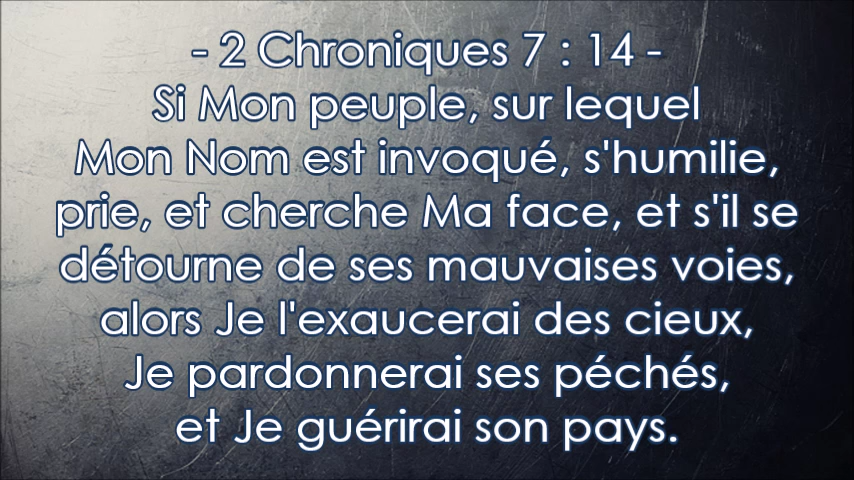 - 2 Chroniques 7 : 14 -
Si Mon peuple, sur lequel
Mon Nom est invoqué, s'humilie,
prie, et cherche Ma face, et s'il se
détourne de ses mauvaises voies,
alors Je l'exaucerai des cieux,
Je pardonnerai ses péchés,
et Je guérirai son pays.